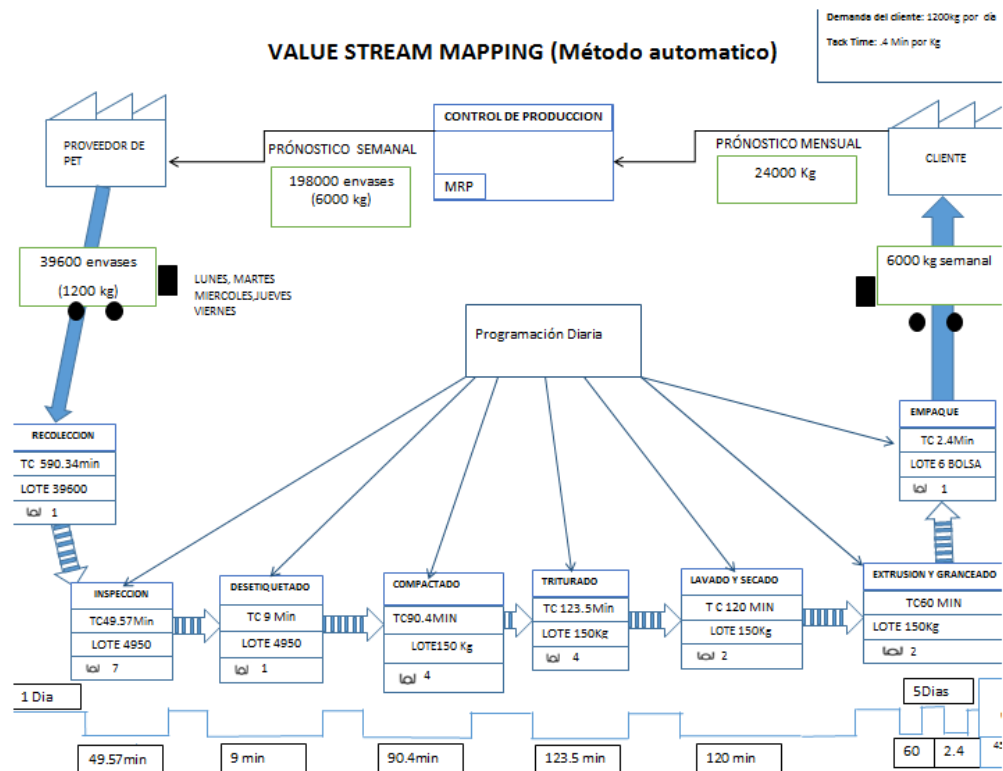 Demanda del cliente: 1200kg por dia
Tack Time: .4 Min por Kg
VALUE STREAM MAPPING (Método automatico)
PROVEEDOR DE
PET
PRÓNOSTICO SEMANAL
198000 envases
(6000 kg)
CONTROL DE PRODUCCION
MRP
PRÓNOSTICO MENSUAL
24000 Kg
CLIENTE
39600 envases
(1200 kg)
LUNES, MARTES
MIERCOLES,JUEVES
VIERNES
6000 kg semanal
Programación Diaria
RECOLECCION
TC 590.34min
LOTE 39600
1
EMPAQUE
TC 2.4Min
LOTE 6 BOLSA
1
INSPECCION
TC49.57Min
LOTE 4950
7
DESETIQUETADO
TC 9 Min
LOTE 4950
1
COMPACTADO
TC90.4MIN
LOTE150 Kg
4
TRITURADO
TC 123.5Min
LOTE 150Kg
4
LAVADO Y SECADO
T C 120 MIN
LOTE 150Kg
2
EXTRUSION Y GRANCEADO
TC60 MIN
LOTE 150Kg
2
1 Dia
5Dias
49.57min
9 min
90.4min
123.5 min
120 min
60
2.4